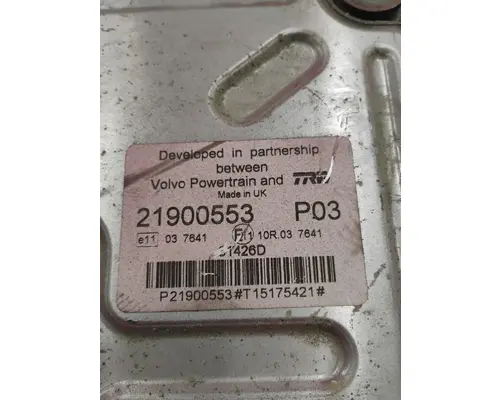 Developed in partnership
between
Volvo Powertrain and TRW
Made in UK
21900553 P03
e11 03 7641 10R.03 7641
51426D
P21900553#T15175421#